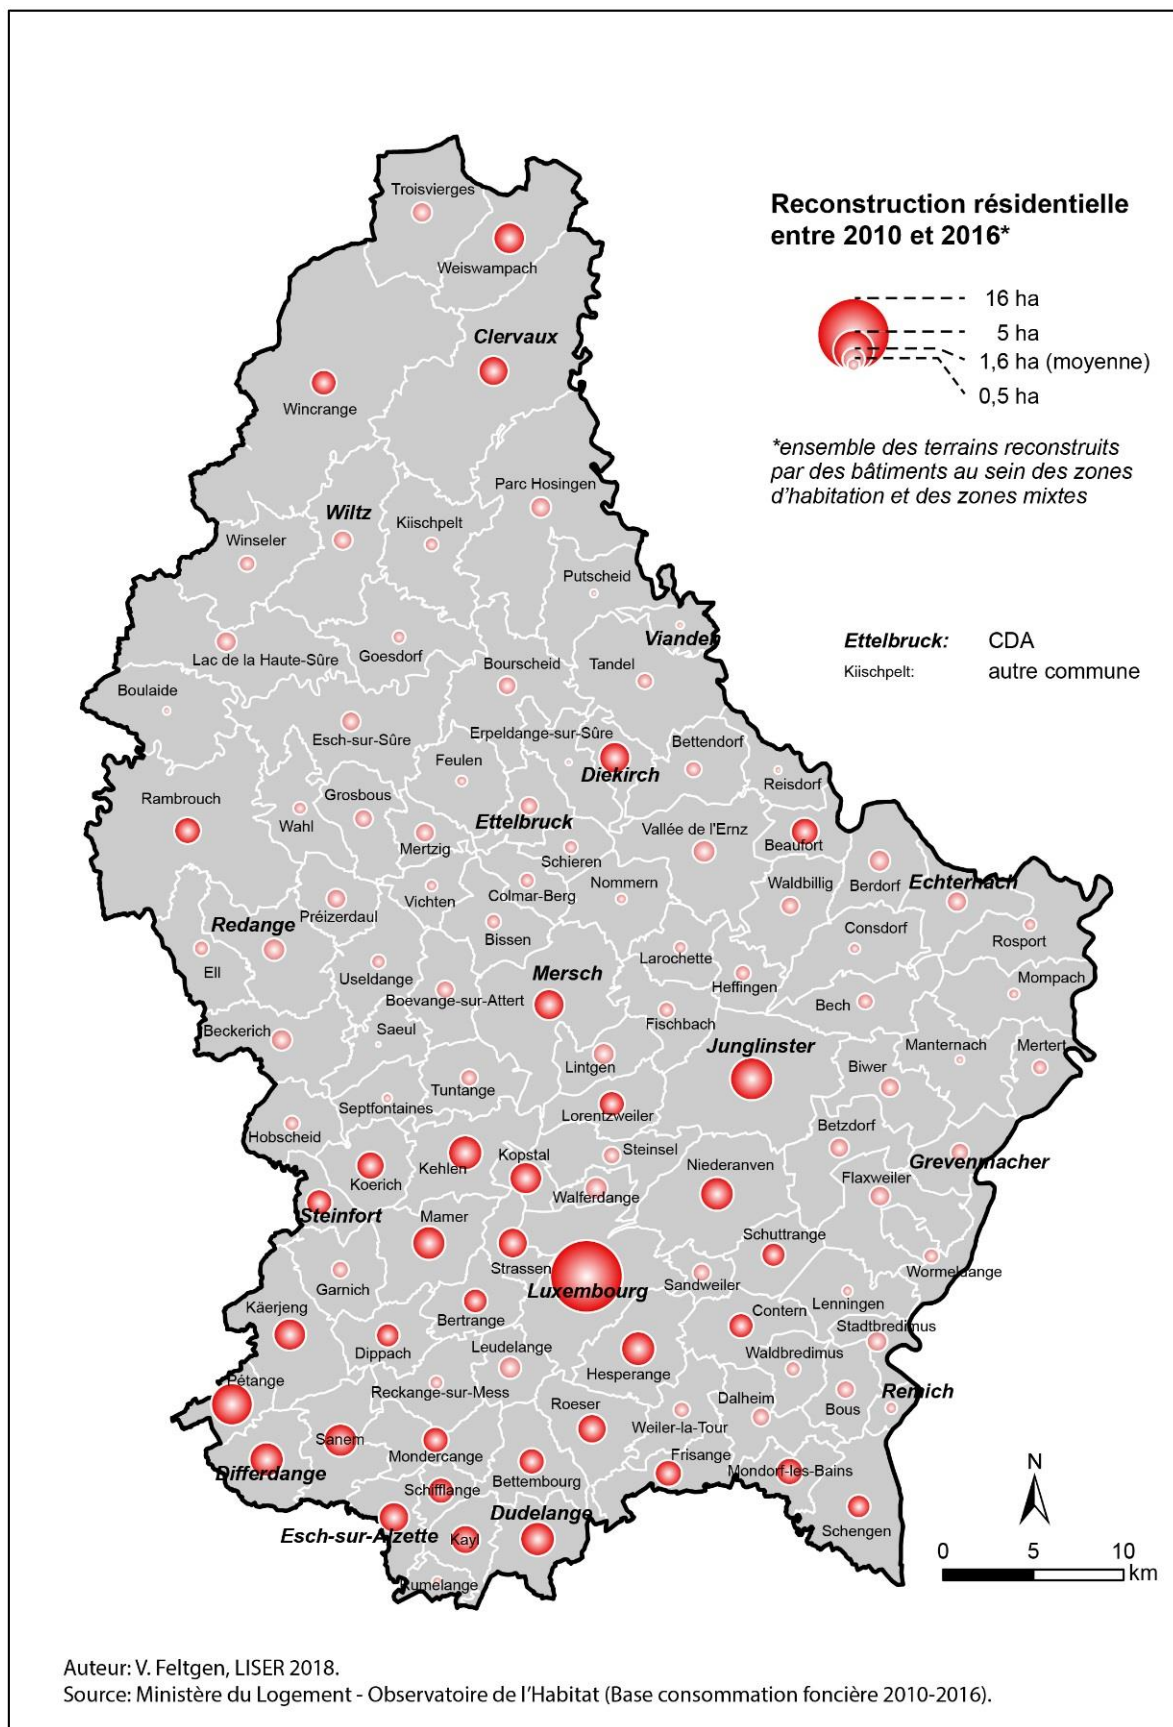 Reconstruction résidentielle
entre 2010 et 2016*
16 ha
5 ha
1,6 ha (moyenne)
0,5 ha
*ensemble des terrains reconstruits
par des bâtiments au sein des zones
d'habitation et des zones mixtes
Ettelbruck: CDA
Kiischpelt: autre commune
Troisvierges
Weiswampach
Clervaux
Wincrange
Parc Hosingen
Wiltz
Kiischpelt
Winseler
Putscheid
Vianden
Lac de la Haute-Sûre
Goesdorf
Bourscheid
Tandel
Boulaide
Esch-sur-Sûre
Erpeldange-sur-Sûre
Bettendorf
Feulen
Diekirch
Reisdorf
Rambrouch
Grosbous
Wahl
Ettelbruck
Vallée de l'Ernz
Beaufort
Mertzig
Schieren
Nommern
Waldbillig
Berdorf
Echternach
Colmar-Berg
Vichten
Préizerdaul
Redange
Bissen
Consdorf
Rosport
Larochette
Ell
Useldange
Mersch
Heffingen
Mompach
Boevange-sur-Attert
Bech
Fischbach
Beckerich
Saeul
Junglinster
Manternach
Mertert
Lintgen
Biwer
Tuntange
Septfontaines
Lorentzweiler
Hobscheid
Betzdorf
Steinsel
Kopstal
Kehlen
Koerich
Niederanven
Grevenmacher
Flaxweiler
Walferdange
Steinfort
Mamer
Schuttrange
Strassen
Wormeldange
Sandweiler
Garnich
Luxembourg
Lenningen
Käerjeng
Bertrange
Contern
Stadtbredimus
Dippach
Leudelange
Waldbredimus
Hesperange
Pétange
Reckange-sur-Mess
Remich
Dalheim
Bous
Roeser
Weiler-la-Tour
Sanem
Mondercange
Frisange
Differdange
Bettembourg
Mondorf-les-Bains
Schifflange
Dudelange
Schengen
Esch-sur-Alzette
Kayl
Rumelange
N
0 5 10
km
Auteur: V. Feltgen, LISER 2018.
Source: Ministère du Logement - Observatoire de l'Habitat (Base consommation foncière 2010-2016).